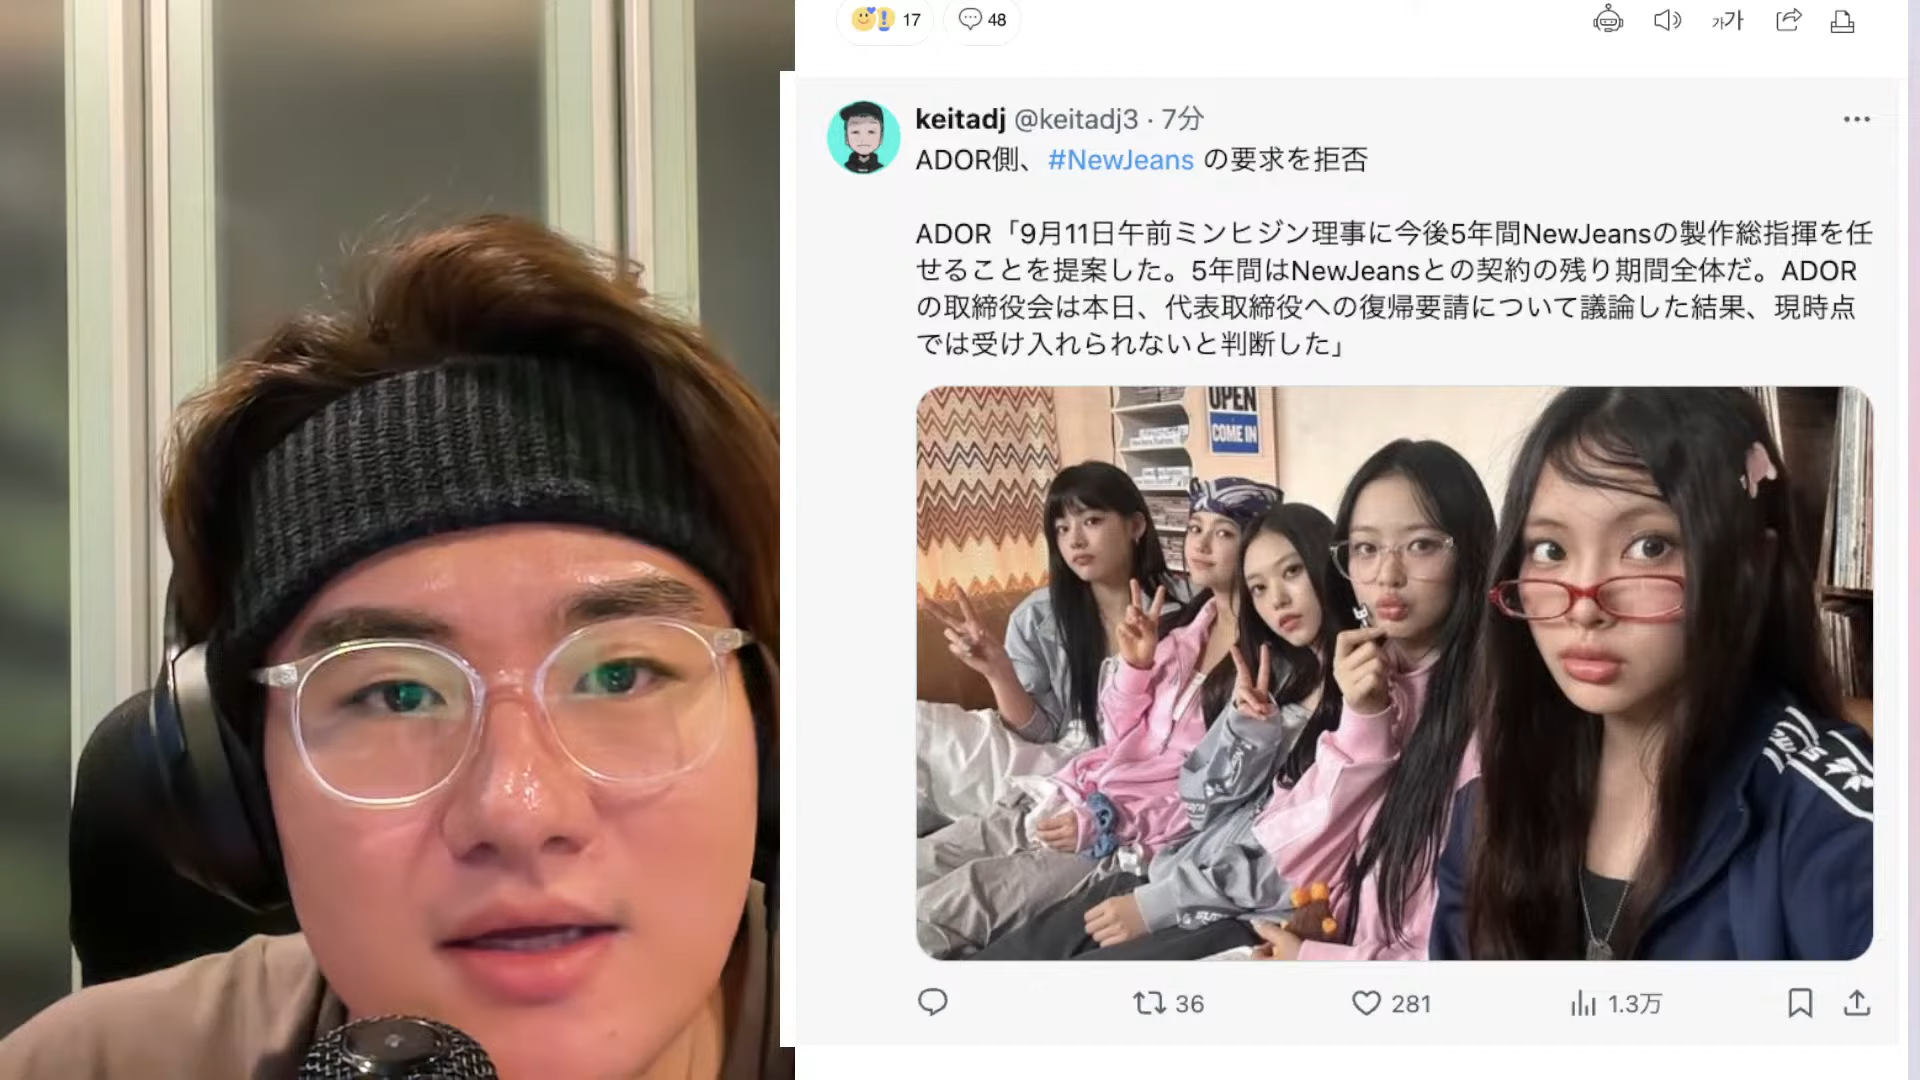 17
48
가가
keitadj @keitadj3 · 7分
ADOR側、 #NewJeans の要求を拒否
ADOR「9月11日午前ミンヒジン理事に今後5年間NewJeansの製作総指揮を任
せることを提案した。5年間はNewJeansとの契約の残り期間全体だ。ADOR
の取締役会は本日、代表取締役への復帰要請について議論した結果、現時点
では受け入れられないと判断した」
OPEN
COME IN
36
281
1.3万